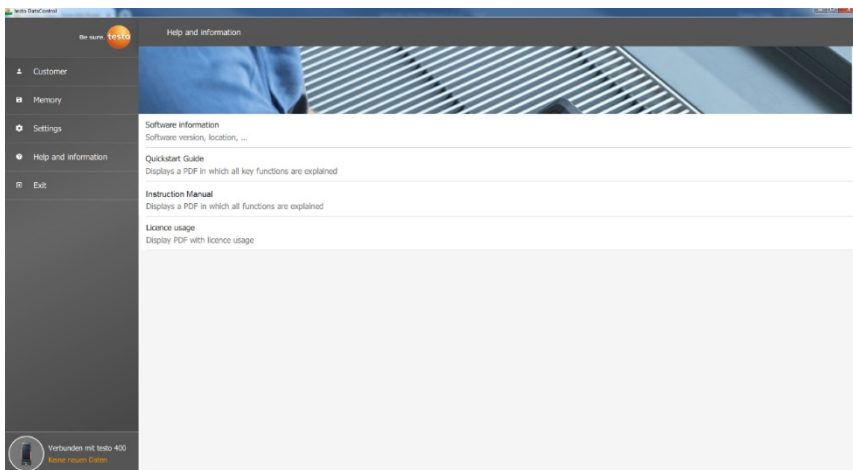 testo DataControl
Be sure. testo
Help and information
Customer
Memory
Settings
Help and information
Exit
Software information
Software version, location, ...
Quickstart Guide
Displays a PDF in which all key functions are explained
Instruction Manual
Displays a PDF in which all functions are explained
Licence usage
Display PDF with licence usage
Verbunden mit testo 400
Keine neuen Daten